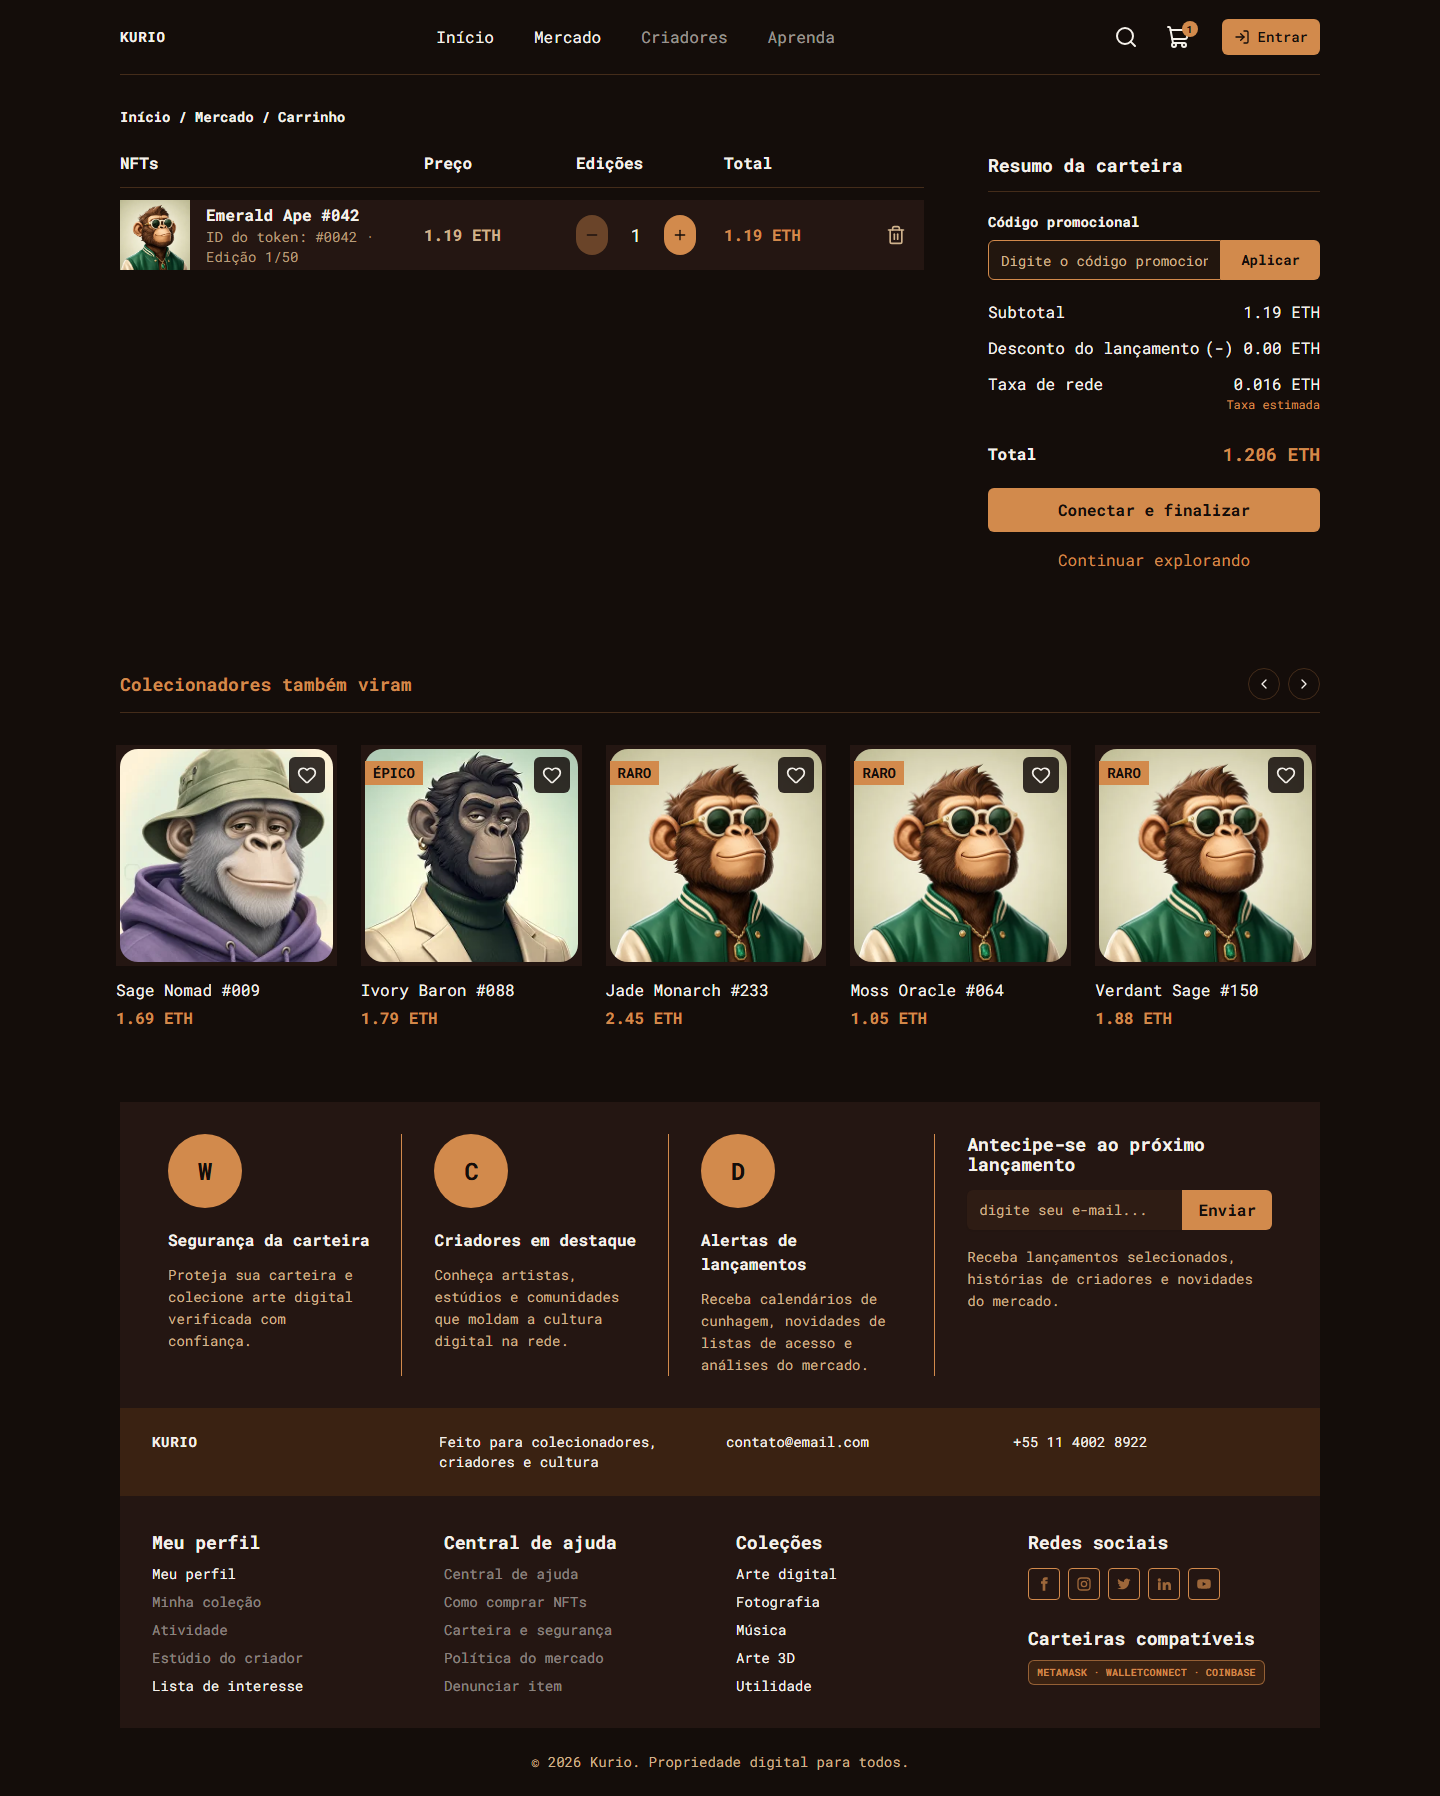 KURIO
Início
Mercado
Criadores
Aprenda
1
Entrar
Início / Mercado / Carrinho
NFTs
Preço
Edições
Total
Emerald Ape #042
ID do token: #0042 ·
Edição 1/50
1.19 ETH
−
1
+
1.19 ETH
Resumo da carteira
Código promocional
Digite o código promocior
Aplicar
Subtotal
1.19 ETH
Desconto do lançamento
(-) 0.00 ETH
Taxa de rede
0.016 ETH
Taxa estimada
Total
1.206 ETH
Conectar e finalizar
Continuar explorando
Colecionadores também viram
ÉPICO
RARO
RARO
RARO
Sage Nomad #009
1.69 ETH
Ivory Baron #088
1.79 ETH
Jade Monarch #233
2.45 ETH
Moss Oracle #064
1.05 ETH
Verdant Sage #150
1.88 ETH
W
Segurança da carteira
Proteja sua carteira e
colecione arte digital
verificada com
confiança.
C
Criadores em destaque
Conheça artistas,
estúdios e comunidades
que moldam a cultura
digital na rede.
D
Alertas de
lançamentos
Receba calendários de
cunhagem, novidades de
listas de acesso e
análises do mercado.
Antecipe-se ao próximo
lançamento
digite seu e-mail...
Enviar
Receba lançamentos selecionados,
histórias de criadores e novidades
do mercado.
KURIO
Feito para colecionadores,
criadores e cultura
contato@email.com
+55 11 4002 8922
Meu perfil
Meu perfil
Minha coleção
Atividade
Estúdio do criador
Lista de interesse
Central de ajuda
Central de ajuda
Como comprar NFTs
Carteira e segurança
Política do mercado
Denunciar item
Coleções
Arte digital
Fotografia
Música
Arte 3D
Utilidade
Redes sociais
Carteiras compatíveis
METAMASK · WALLETCONNECT · COINBASE
© 2026 Kurio. Propriedade digital para todos.